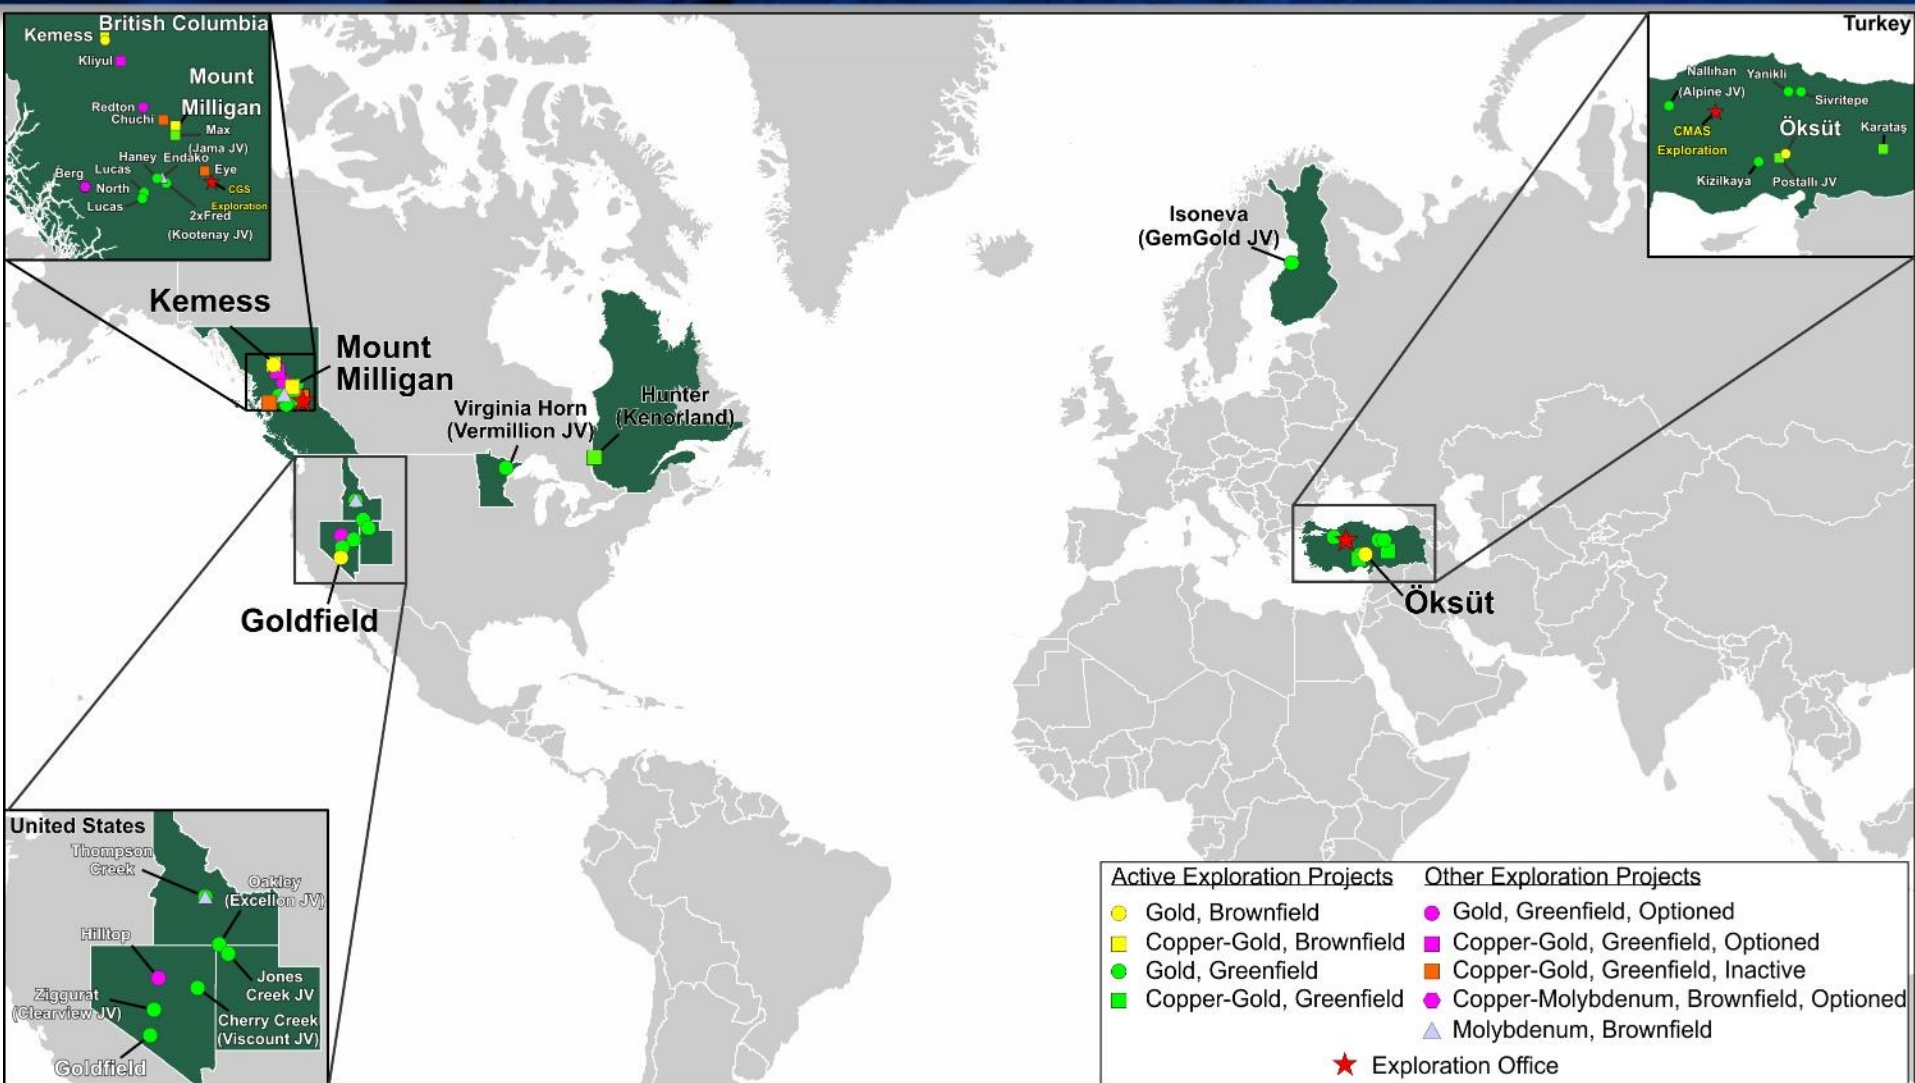 British Columbia
Kemess
Kliyul
Mount
Milligan
Redton
Chuchi
Max
(Jama JV)
Haney
Endako
Lucas
Eye
Berg
North
CGS
Lucas
Exploration
2xFred
(Kootenay JV)
Turkey
Nallıhan
Yanikli
(Alpine JV)
Sivritepe
CMAS
Exploration
Öksüt
Karataş
Kizilkaya
Postallı JV
Isoneva
(GemGold JV)
Kemess
Mount
Milligan
Virginia Horn
(Vermillion JV)
Hunter
(Kenorland)
Goldfield
Öksüt
United States
Thompson
Creek
Oakley
(Excellon JV)
Hilltop
Jones
Creek JV
Ziggurat
(Clearview JV)
Cherry Creek
(Viscount JV)
Goldfield
Active Exploration Projects
Gold, Brownfield
Copper-Gold, Brownfield
Gold, Greenfield
Copper-Gold, Greenfield
Other Exploration Projects
Gold, Greenfield, Optioned
Copper-Gold, Greenfield, Optioned
Copper-Gold, Greenfield, Inactive
Copper-Molybdenum, Brownfield, Optioned
Molybdenum, Brownfield
Exploration Office